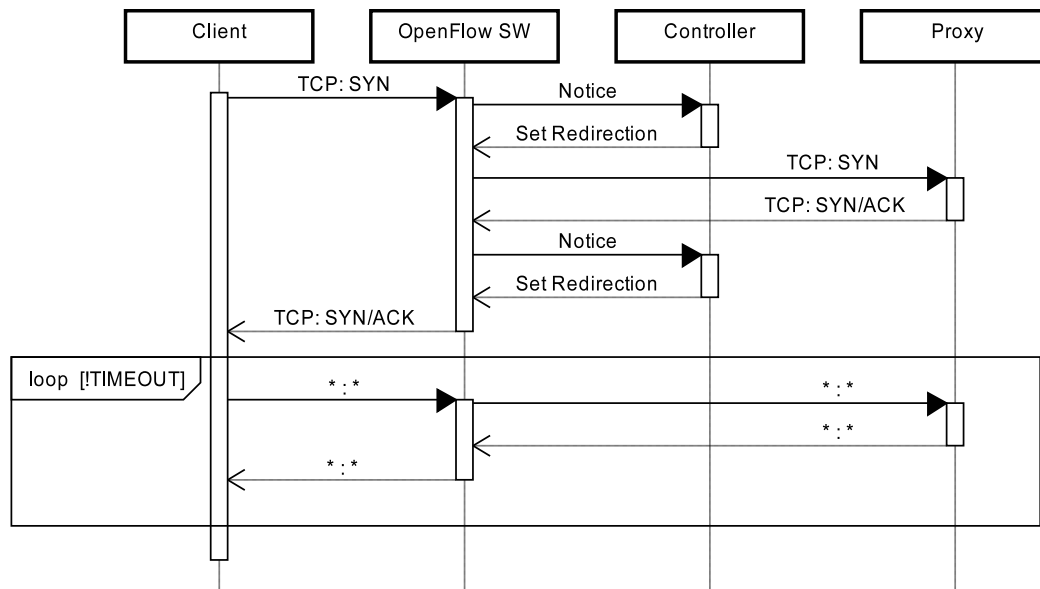 Client
OpenFlow SW
Controller
Proxy
TCP: SYN
Notice
Set Redirection
TCP: SYN
TCP: SYN/ACK
Notice
Set Redirection
TCP: SYN/ACK
loop [!TIMEOUT]
* : *
* : *
* : *
* : *